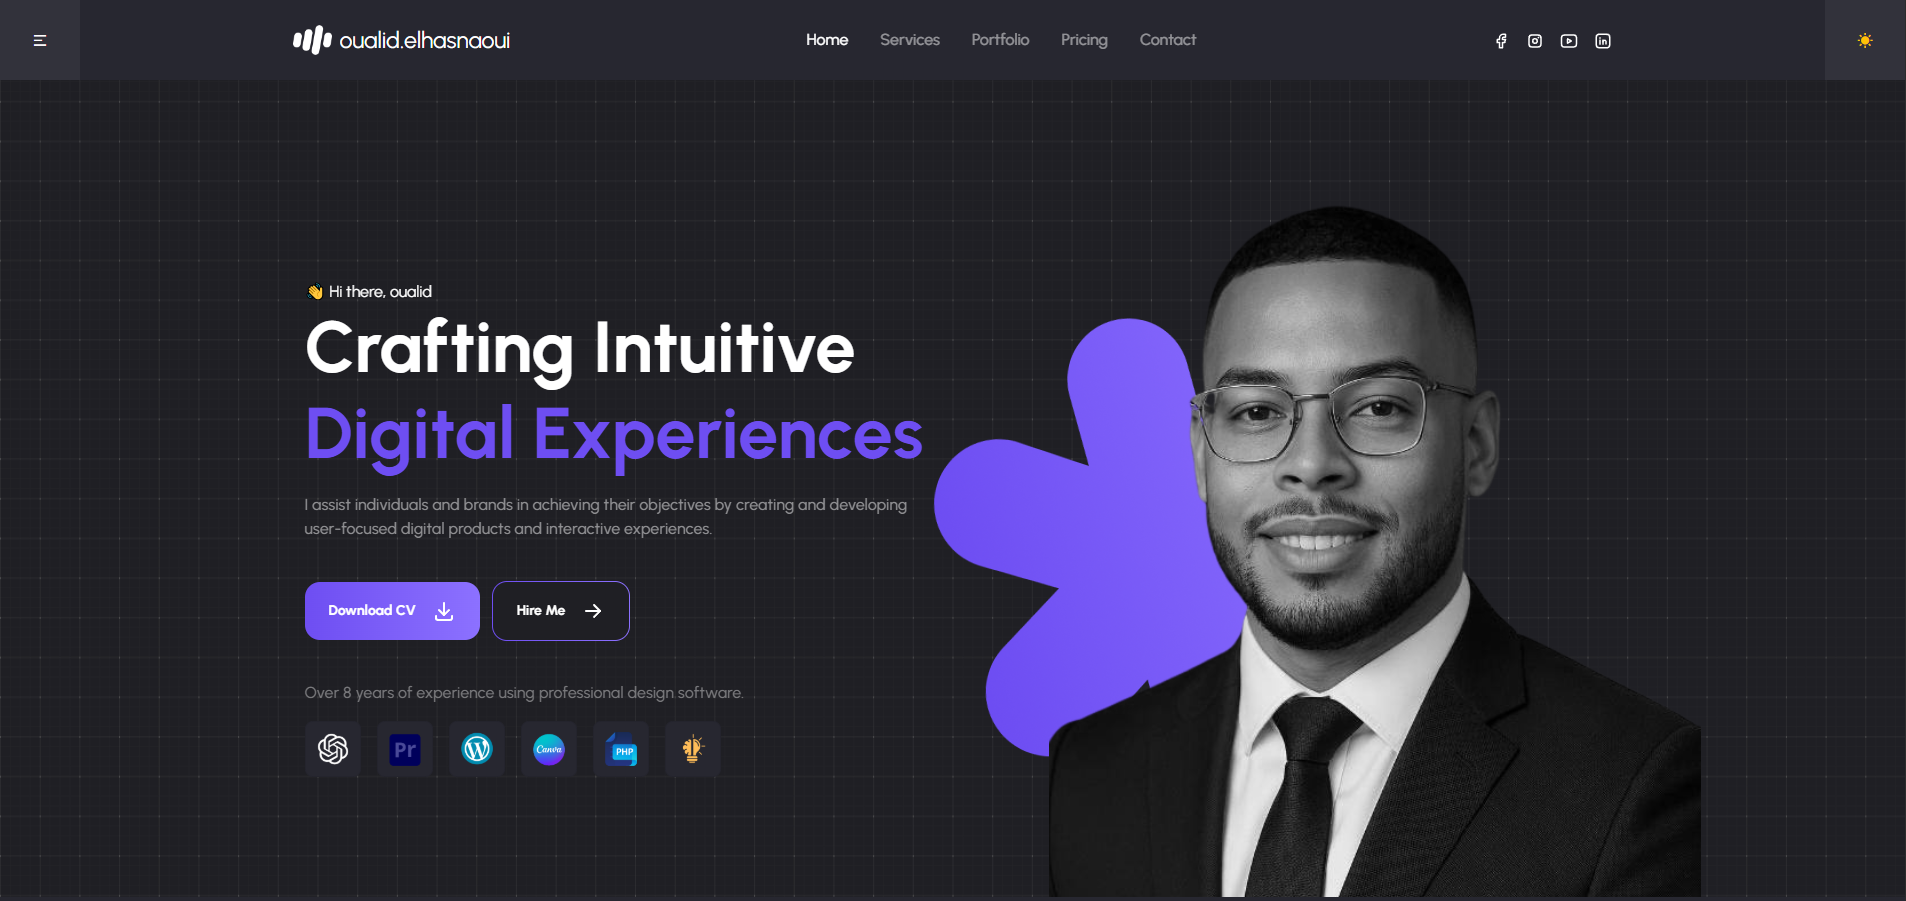 oualid.elhasnaoui
Home Services Portfolio Pricing Contact
👋 Hi there, oualid
Crafting Intuitive
Digital Experiences
I assist individuals and brands in achieving their objectives by creating and developing
user-focused digital products and interactive experiences.
Download CV
Hire Me
Over 8 years of experience using professional design software.
Pr
Canva
PHP